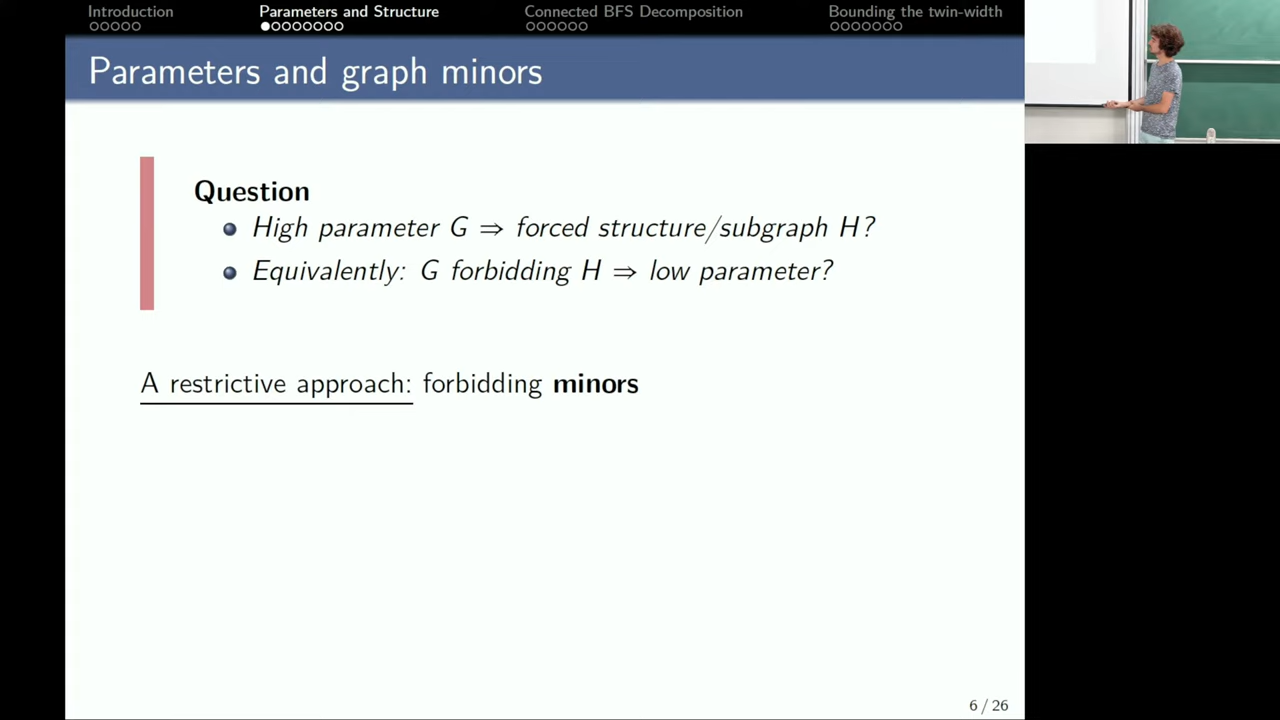 Introduction
Parameters and Structure
Connected BFS Decomposition
Bounding the twin-width
Parameters and graph minors
Question
High parameter G ⇒ forced structure/subgraph H?
Equivalently: G forbidding H ⇒ low parameter?
A restrictive approach: forbidding minors
6 / 26